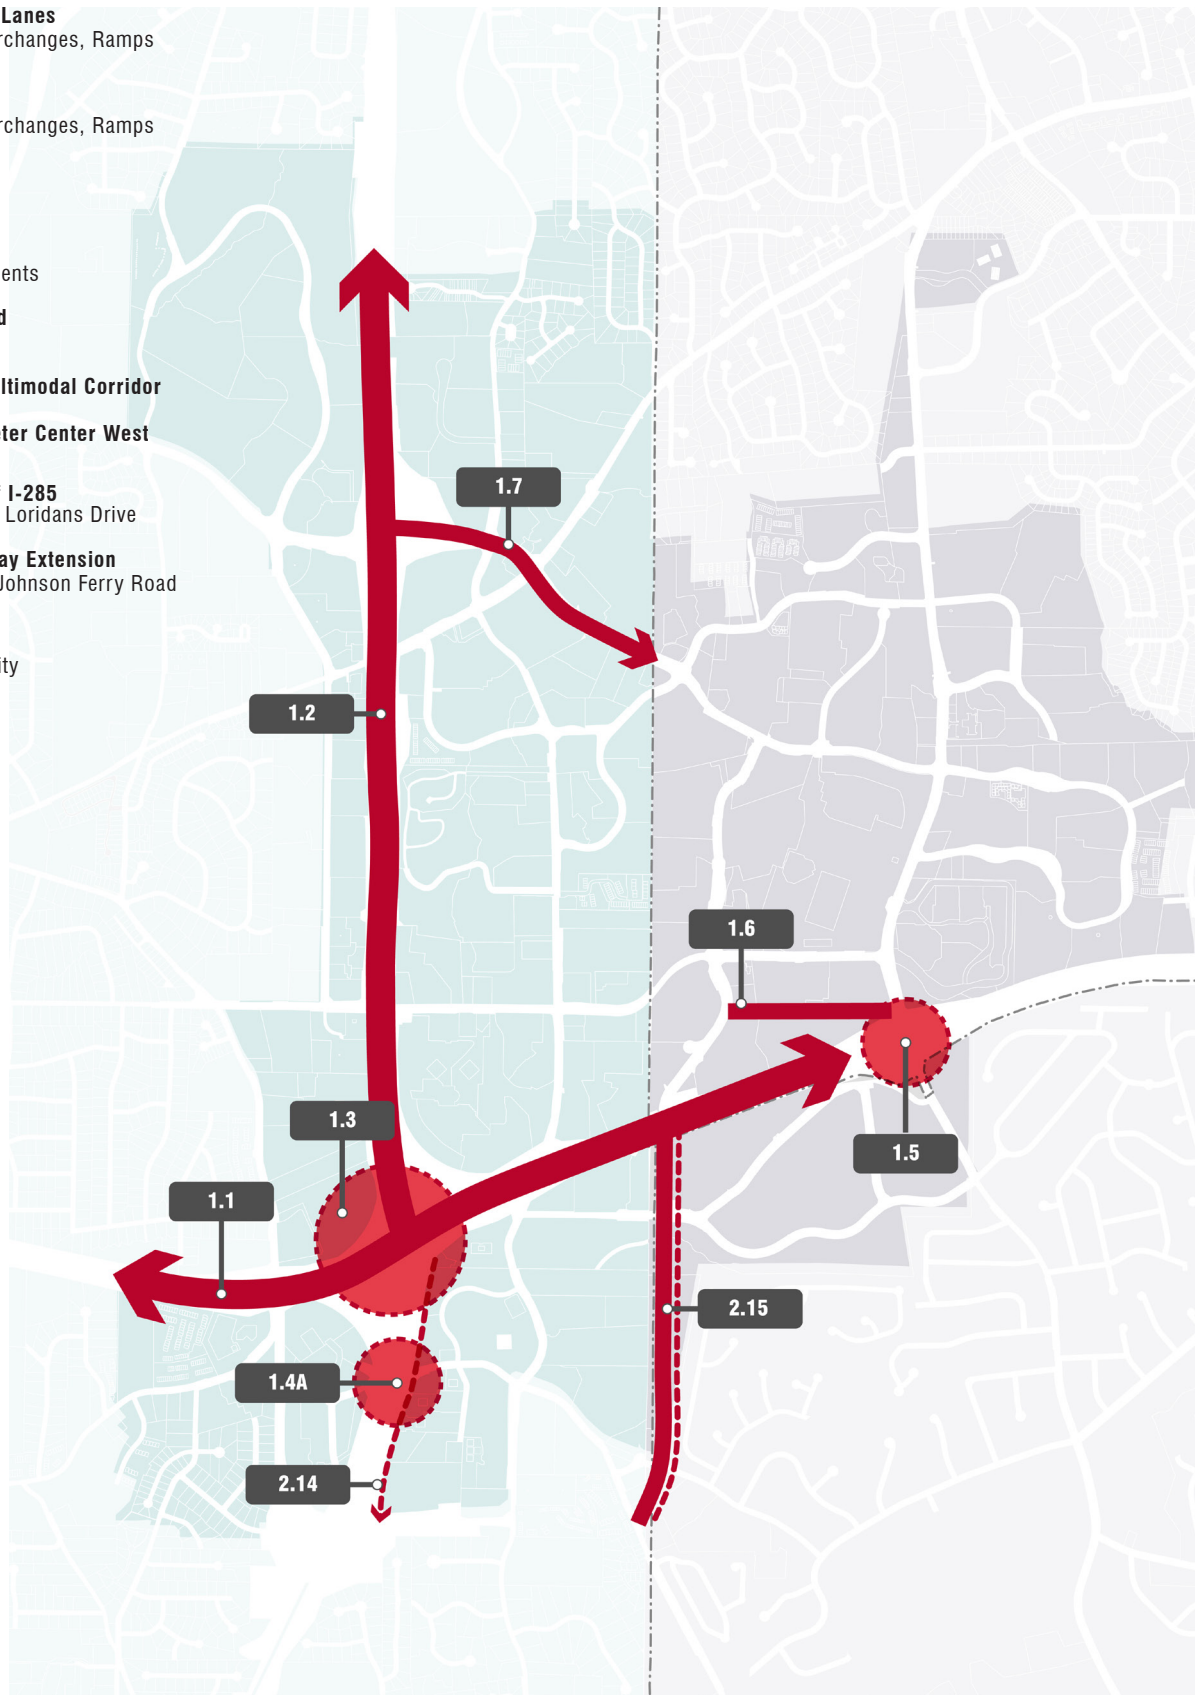 Lanes
rchanges, Ramps
rchanges, Ramps
ents
d
ltimodal Corridor
ter Center West
I-285
Loridans Drive
ay Extension
Johnson Ferry Road
ity
1.7
1.2
1.6
1.3
1.5
1.1
2.15
1.4A
2.14